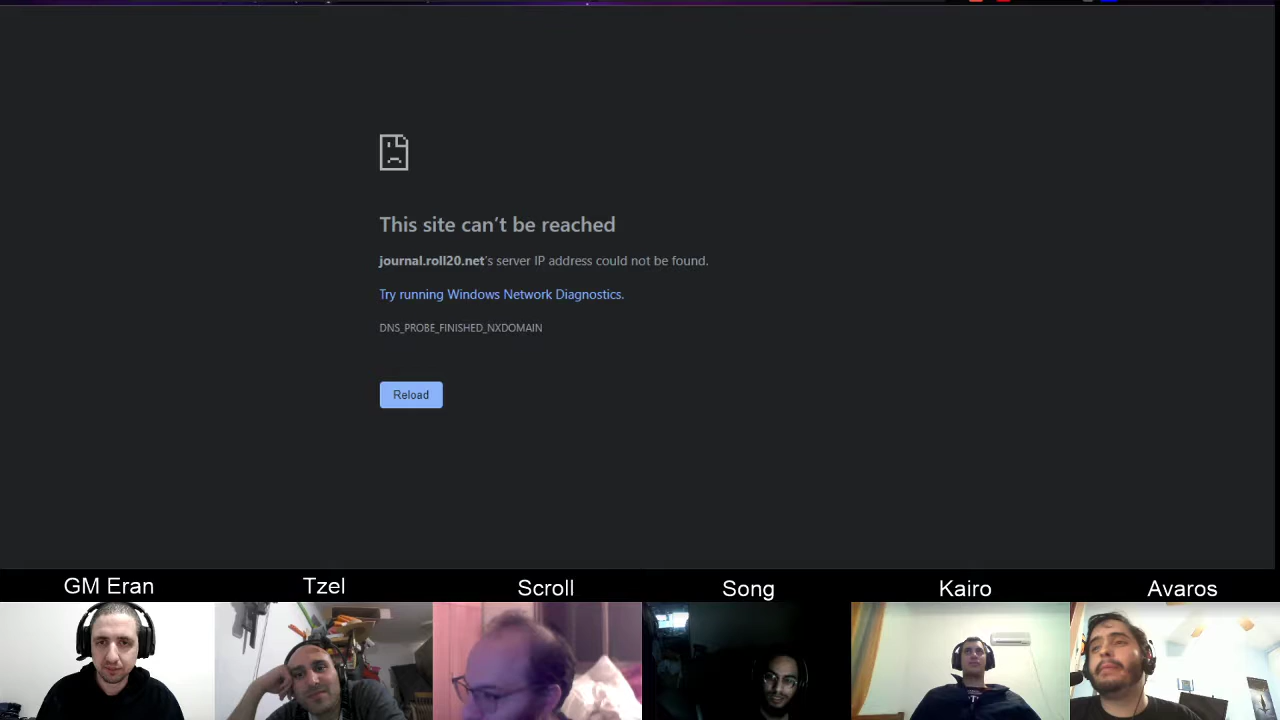 This site can’t be reached
journal.roll20.net’s server IP address could not be found.
Try running Windows Network Diagnostics.
DNS_PROBE_FINISHED_NXDOMAIN
Reload
GM Eran
Tzel
Scroll
Song
Kairo
Avaros